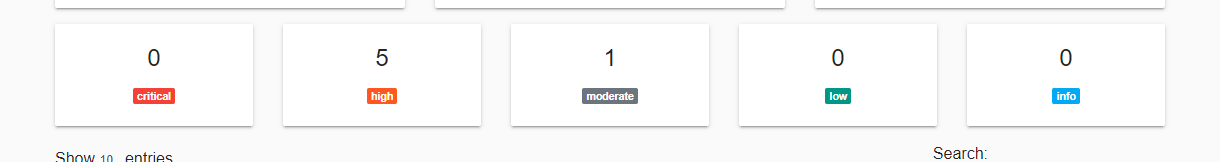 0 5 1 0 0
critical high moderate low info
Show 10 entries Search: